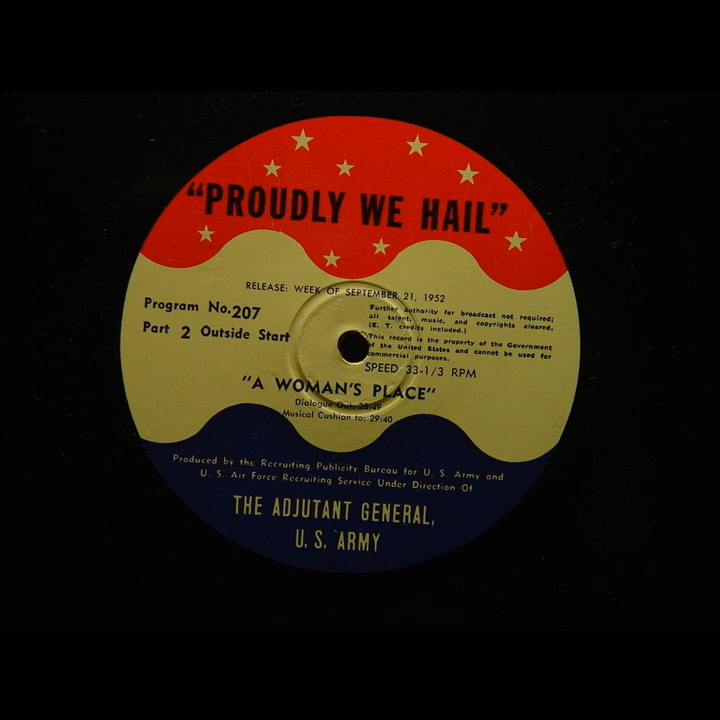 "PROUDLY WE HAIL"
RELEASE: WEEK OF SEPTEMBER 21, 1952
Program No. 207
Part 2 Outside Start
Further authority for broadcast not required;
all talent, music, and copyrights cleared.
(E. T. credits included.)
This record is the property of the Government
of the United States and cannot be used for
commercial purposes.
SPEED 33-1/3 RPM
"A WOMAN'S PLACE"
Dialogue Out: 28:49
Musical Cushion to: 29:40
Produced by the Recruiting Publicity Bureau for U. S. Army and
U. S. Air Force Recruiting Service Under Direction Of
THE ADJUTANT GENERAL,
U. S. ARMY